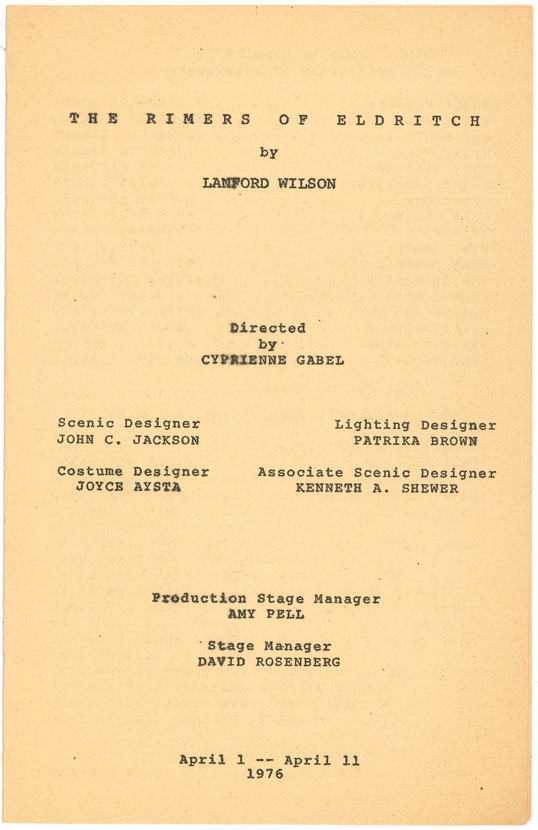 THE RIMERS OF ELDRITCH
by
LANFORD WILSON
Directed
by
CYPRIENNE GABEL
Scenic Designer
JOHN C. JACKSON
Lighting Designer
PATRIKA BROWN
Costume Designer
JOYCE AYSTA
Associate Scenic Designer
KENNETH A. SHEWER
Production Stage Manager
AMY PELL
Stage Manager
DAVID ROSENBERG
April 1 -- April 11
1976